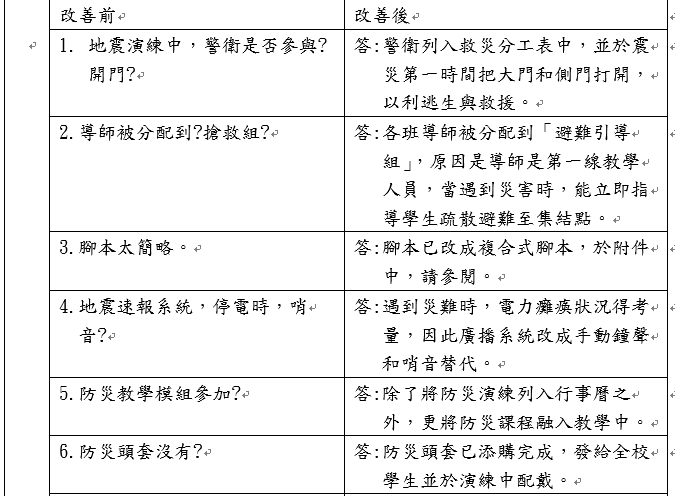 改善前
改善後
1. 地震演練中，警衛是否參與?
開門?
答:警衛列入救災分工表中，並於震
災第一時間把大門和側門打開，
以利逃生與救援。
2.導師被分配到?搶救組?
答:各班導師被分配到「避難引導
組」，原因是導師是第一線教學
人員，當遇到災害時，能立即指
導學生疏散避難至集結點。
3.腳本太簡略。
答:腳本已改成複合式腳本，於附件
中，請參閱。
4.地震速報系統，停電時，哨
音?
答:遇到災難時，電力癱瘓狀況得考
量，因此廣播系統改成手動鐘聲
和哨音替代。
5.防災教學模組參加?
答:除了將防災演練列入行事曆之
外，更將防災課程融入教學中。
6.防災頭套沒有?
答:防災頭套已添購完成，發給全校
學生並於演練中配戴。